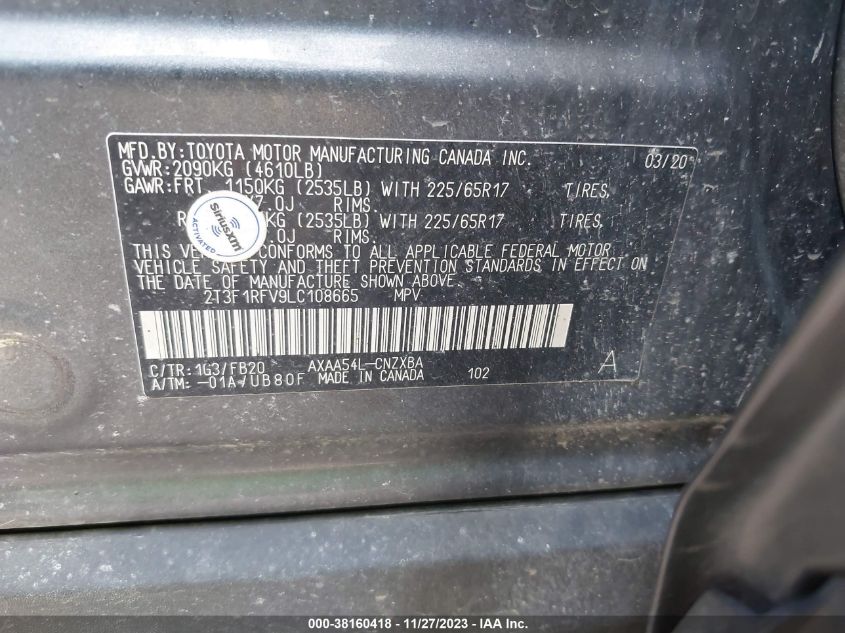 MFD.BY:TOYOTA MOTOR MANUFACTURING CANADA INC. 03/20
GVWR:2090KG (4610LB)
GAWR:FRT. 1150KG (2535LB) WITH 225/65R17 TIRES,
7.0J RIMS.
R KG (2535LB) WITH 225/65R17 TIRES,
.0J RIMS.
SiriusXm
ACTIVATED
THIS VE CONFORMS TO ALL APPLICABLE FEDERAL MOTOR
VEHICLE SAFETY AND THEFT PREVENTION STANDARDS IN EFFECT ON
THE DATE OF MANUFACTURE SHOWN ABOVE.
2T3F1RFV9LC108665 MPV
C/TR: 1G3/FB20 AXAA54L-CNZXBA A
A/TM: -01A/UB80F MADE IN CANADA 102
000-38160418 - 11/27/2023 - IAA Inc.